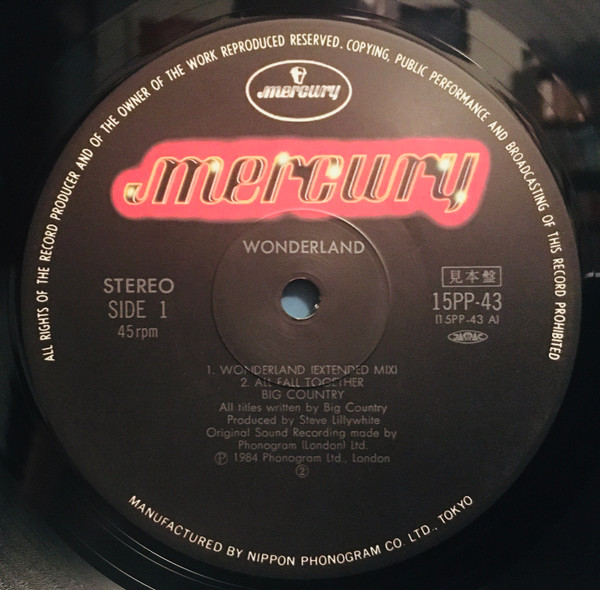 ALL RIGHTS OF THE RECORD PRODUCER AND OF THE OWNER OF THE WORK REPRODUCED RESERVED. COPYING, PUBLIC PERFORMANCE AND BROADCASTING OF THIS RECORD PROHIBITED
mercury
mercury
WONDERLAND
STEREO
SIDE 1
45rpm
見本盤
15PP-43
(15PP-43 A)
1. WONDERLAND (EXTENDED MIX)
2. ALL FALL TOGETHER
BIG COUNTRY
All titles written by Big Country
Produced by Steve Lillywhite
Original Sound Recording made by
Phonogram (London) Ltd.
Ⓟ 1984 Phonogram Ltd., London
②
MANUFACTURED BY NIPPON PHONOGRAM CO. LTD., TOKYO